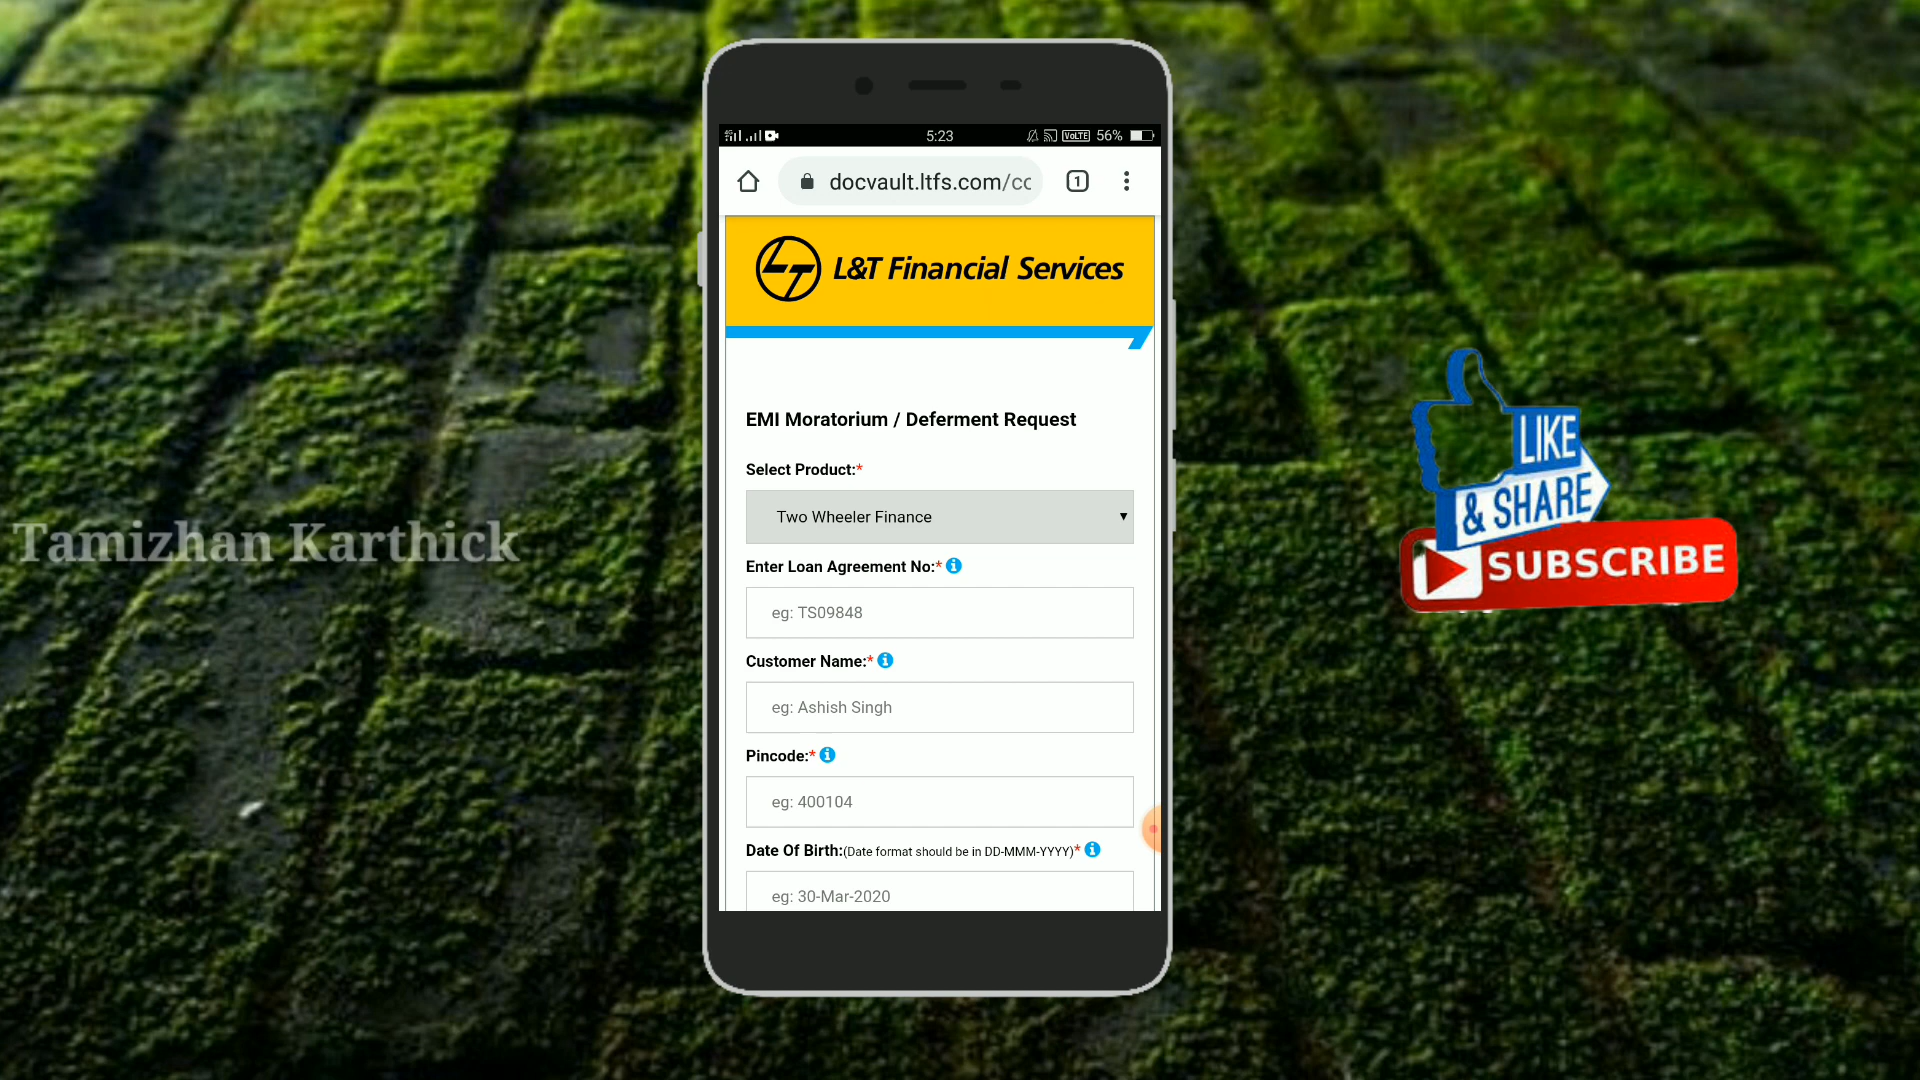 5:23
VoLTE 56%
docvault.ltfs.com/cc
1
L&T Financial Services
EMI Moratorium / Deferment Request
Select Product:*
Two Wheeler Finance
Enter Loan Agreement No:*
eg: TS09848
Customer Name:*
eg: Ashish Singh
Pincode:*
eg: 400104
Date Of Birth:(Date format should be in DD-MMM-YYYY)*
eg: 30-Mar-2020
Tamizhan Karthick
LIKE
& SHARE
SUBSCRIBE